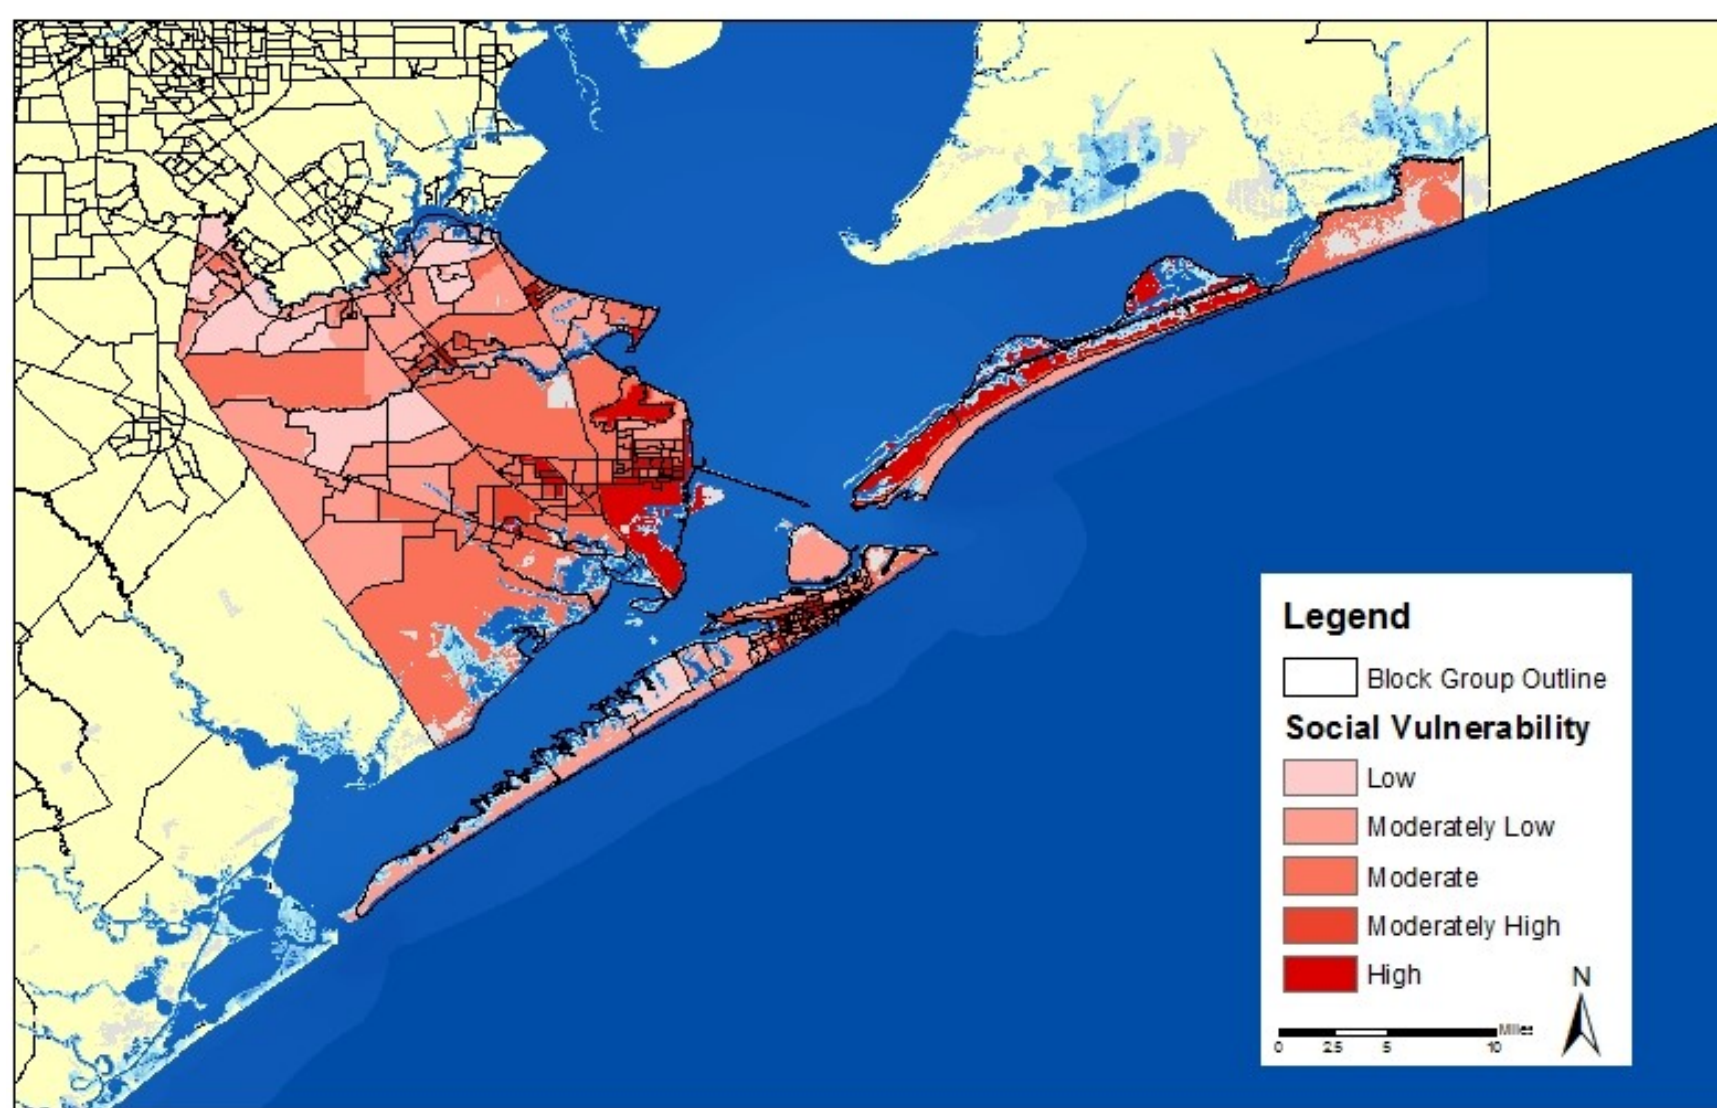 Legend
Block Group Outline
Social Vulnerability
Low
Moderately Low
Moderate
Moderately High
High
N
Miles
0 2.5 5 10